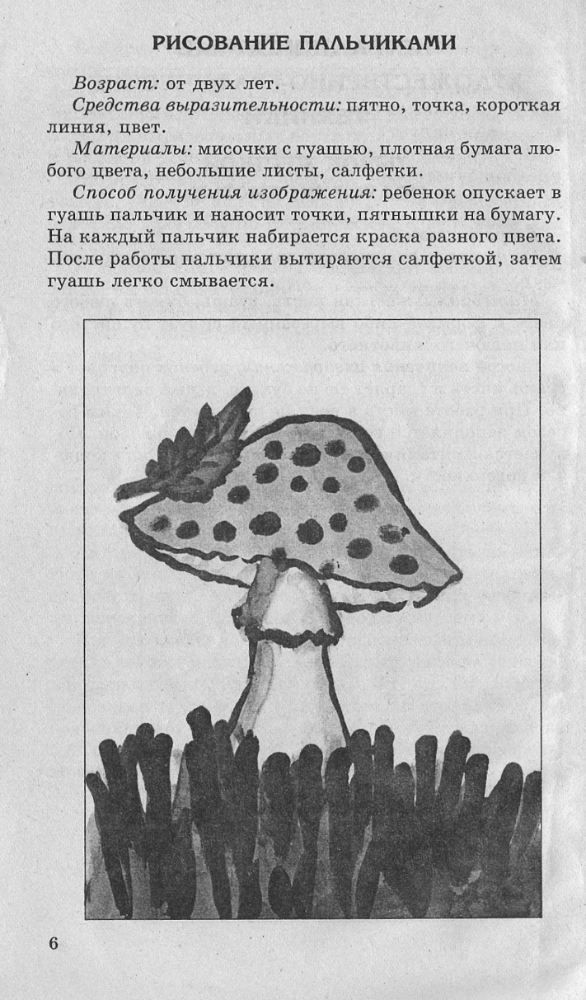 РИСОВАНИЕ ПАЛЬЧИКАМИ
Возраст: от двух лет.
Средства выразительности: пятно, точка, короткая
линия, цвет.
Материалы: мисочки с гуашью, плотная бумага лю-
бого цвета, небольшие листы, салфетки.
Способ получения изображения: ребенок опускает в
гуашь пальчик и наносит точки, пятнышки на бумагу.
На каждый пальчик набирается краска разного цвета.
После работы пальчики вытираются салфеткой, затем
гуашь легко смывается.
6